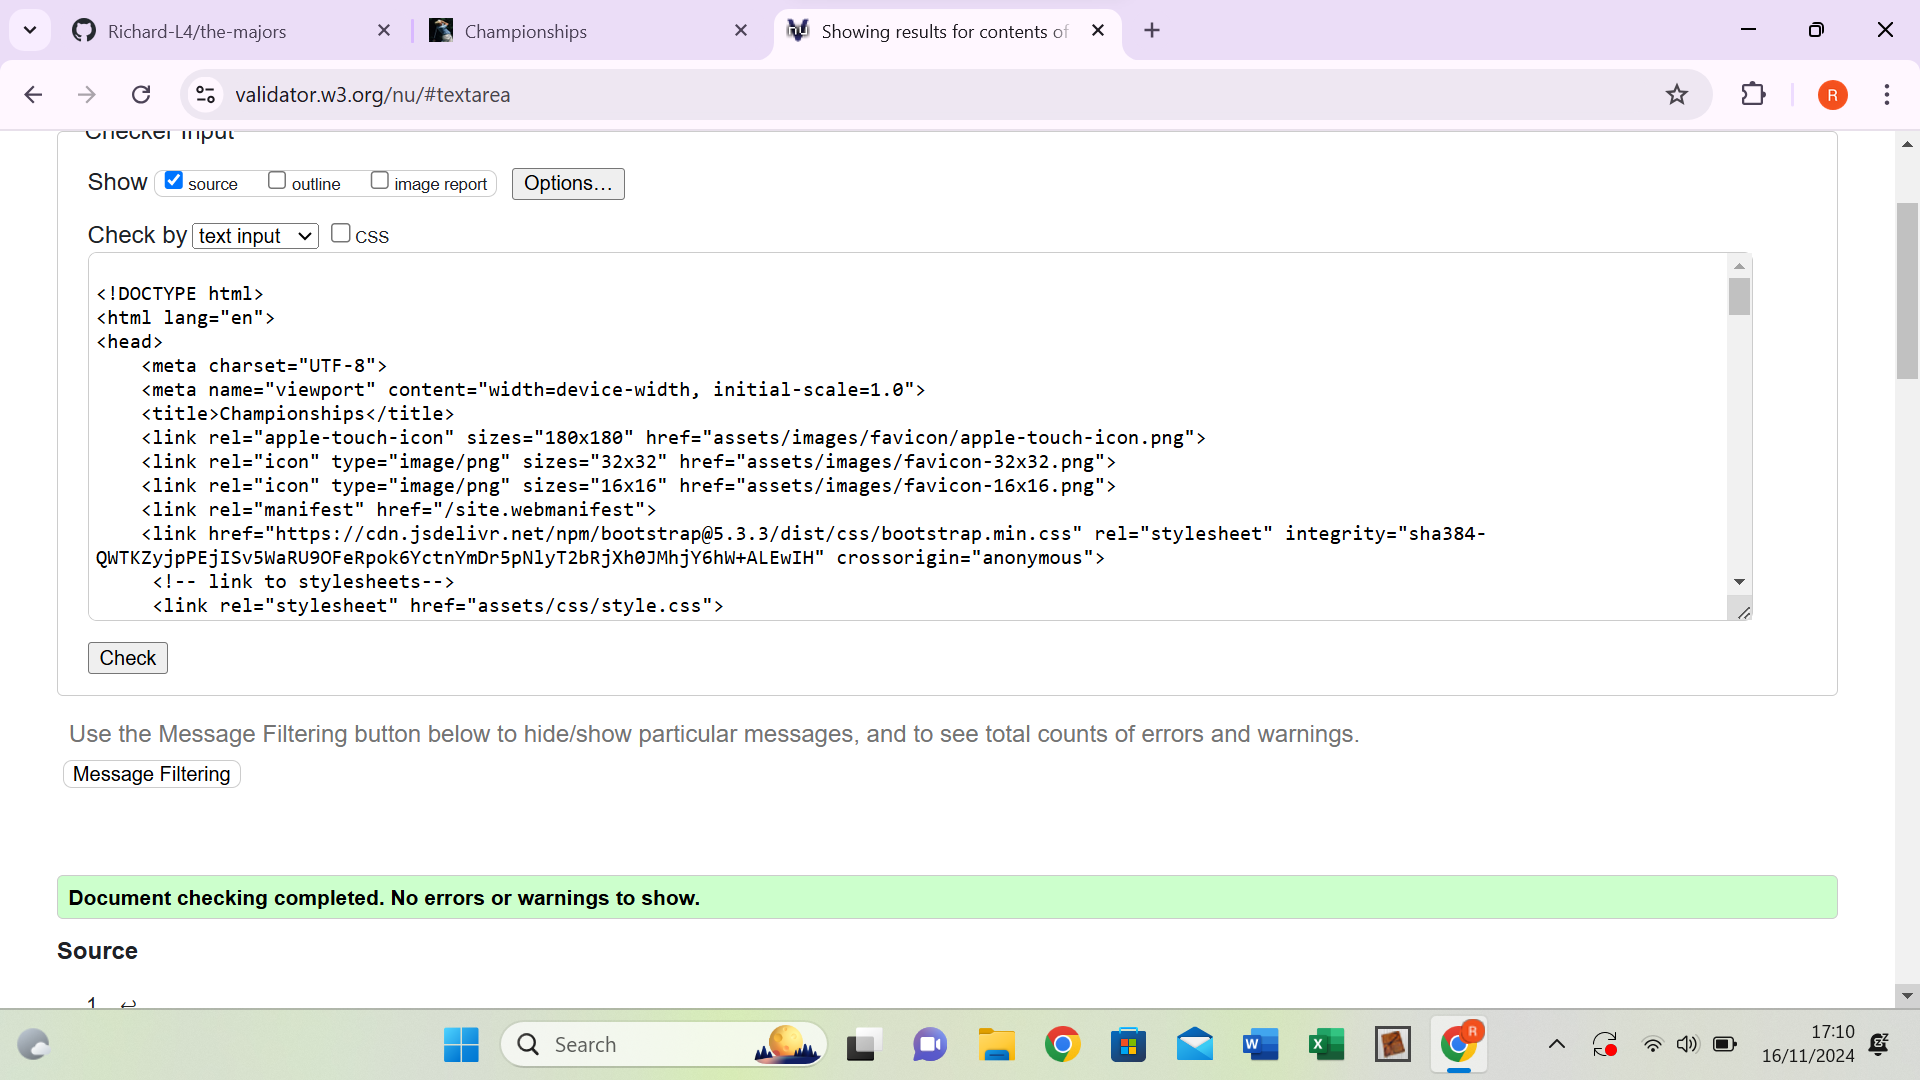 Richard-L4/the-majors
Championships
Showing results for contents of
validator.w3.org/nu/#textarea
R
Checker Input
Show source outline image report Options…
Check by text input CSS
<!DOCTYPE html>
<html lang="en">
<head>
<meta charset="UTF-8">
<meta name="viewport" content="width=device-width, initial-scale=1.0">
<title>Championships</title>
<link rel="apple-touch-icon" sizes="180x180" href="assets/images/favicon/apple-touch-icon.png">
<link rel="icon" type="image/png" sizes="32x32" href="assets/images/favicon-32x32.png">
<link rel="icon" type="image/png" sizes="16x16" href="assets/images/favicon-16x16.png">
<link rel="manifest" href="/site.webmanifest">
<link href="https://cdn.jsdelivr.net/npm/bootstrap@5.3.3/dist/css/bootstrap.min.css" rel="stylesheet" integrity="sha384-
QWTKZyjpPEjISv5WaRU9OFeRpok6YctnYmDr5pNlyT2bRjXh0JMhjY6hW+ALEwIH" crossorigin="anonymous">
<!-- link to stylesheets-->
<link rel="stylesheet" href="assets/css/style.css">
Check
Use the Message Filtering button below to hide/show particular messages, and to see total counts of errors and warnings.
Message Filtering
Document checking completed. No errors or warnings to show.
Source
1. ↩
Search
17:10
16/11/2024